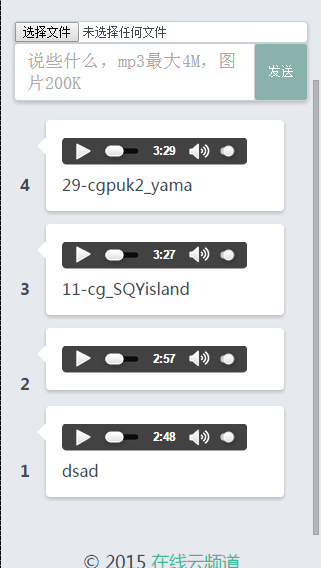 选择文件 未选择任何文件
说些什么，mp3最大4M，图
片200K
发送
3:29
4
29-cgpuk2_yama
3:27
3
11-cg_SQYisland
2:57
2
2:48
1
dsad
© 2015 在线云频道